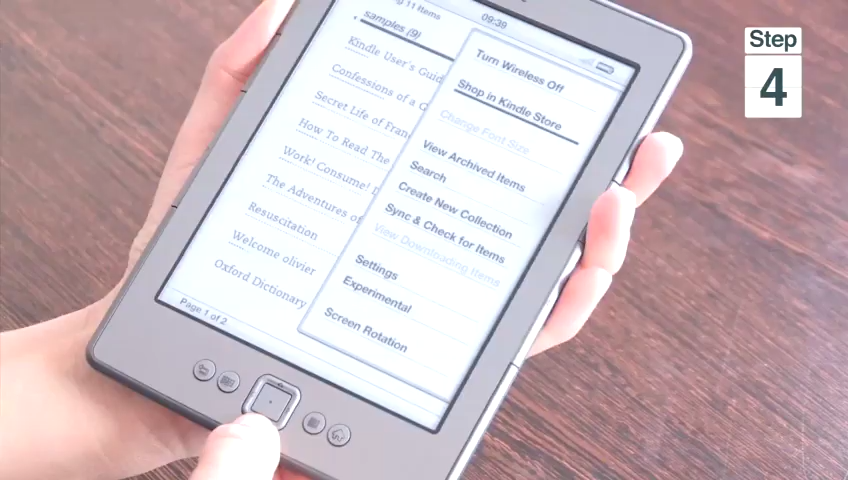 Step
4
09:39
11 Items
samples (9)
Kindle User's Guid
Confessions of a G
Secret Life of Fran
How To Read The
Work! Consume!
The Adventures of
Resuscitation
Welcome olivier
Oxford Dictionary
Page 1 of 2
Turn Wireless Off
Shop in Kindle Store
Change Font Size
View Archived Items
Search
Create New Collection
Sync & Check for Items
View Downloading Items
Settings
Experimental
Screen Rotation